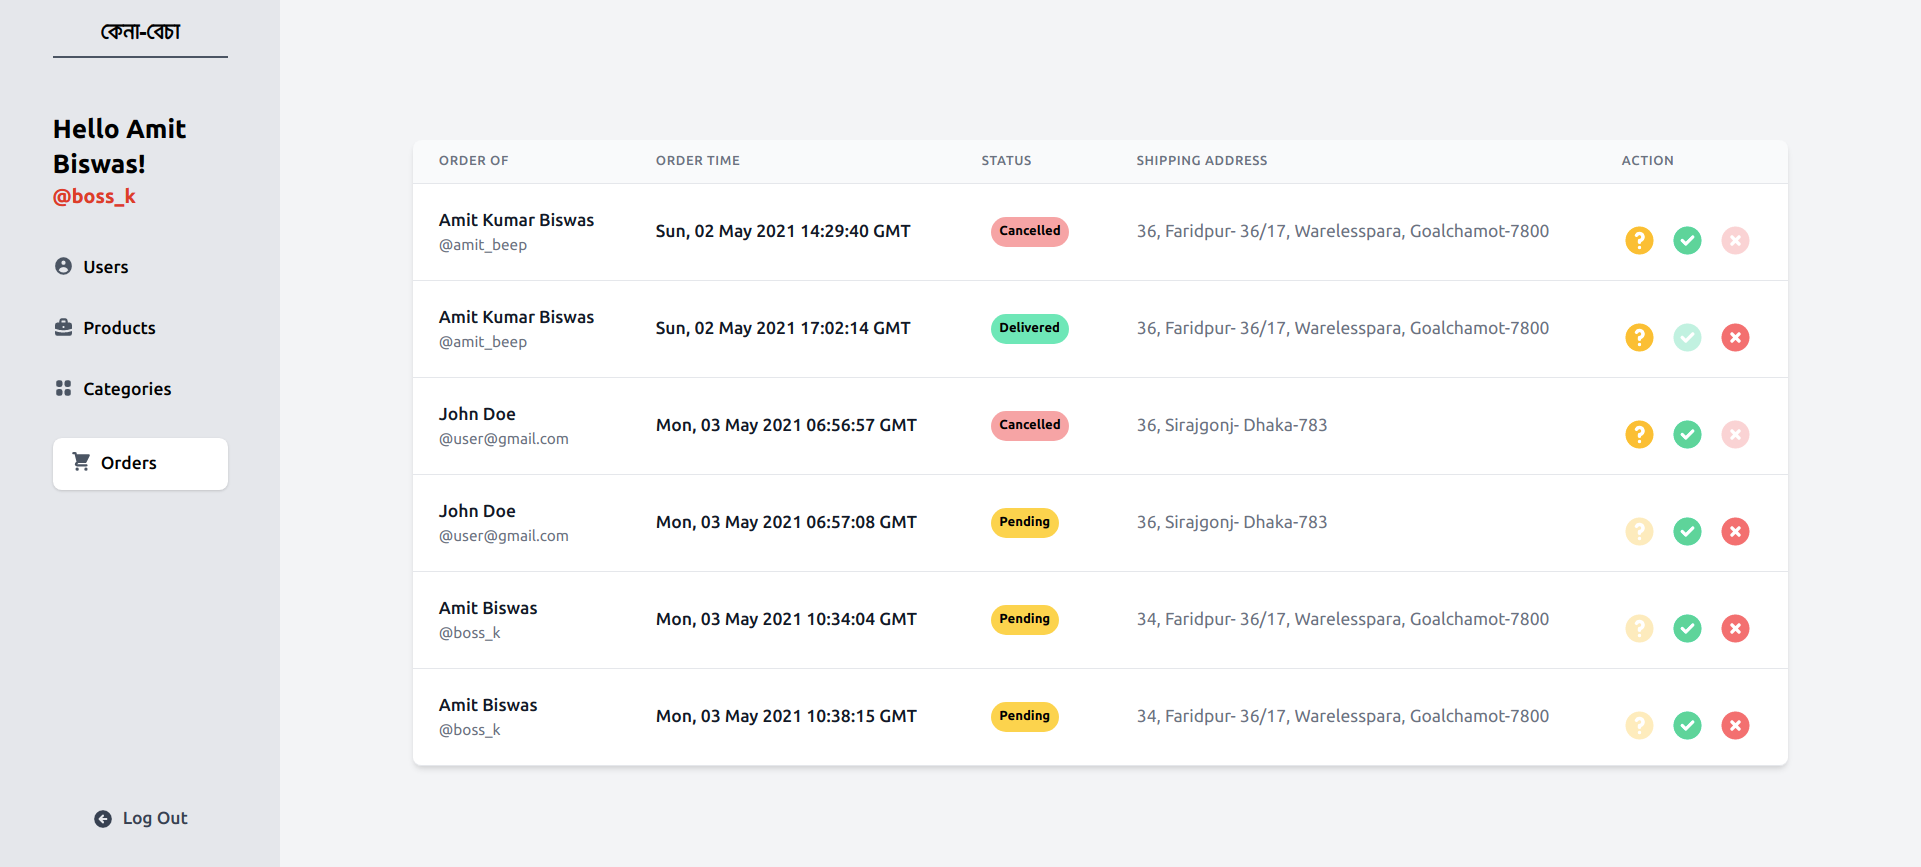 কেনা-বেচা
Hello Amit
Biswas!
@boss_k
Users
Products
Categories
Orders
Log Out
ORDER OF ORDER TIME STATUS SHIPPING ADDRESS ACTION
Amit Kumar Biswas
@amit_beep
Sun, 02 May 2021 14:29:40 GMT
Cancelled
36, Faridpur- 36/17, Warelesspara, Goalchamot-7800
Amit Kumar Biswas
@amit_beep
Sun, 02 May 2021 17:02:14 GMT
Delivered
36, Faridpur- 36/17, Warelesspara, Goalchamot-7800
John Doe
@user@gmail.com
Mon, 03 May 2021 06:56:57 GMT
Cancelled
36, Sirajgonj- Dhaka-783
John Doe
@user@gmail.com
Mon, 03 May 2021 06:57:08 GMT
Pending
36, Sirajgonj- Dhaka-783
Amit Biswas
@boss_k
Mon, 03 May 2021 10:34:04 GMT
Pending
34, Faridpur- 36/17, Warelesspara, Goalchamot-7800
Amit Biswas
@boss_k
Mon, 03 May 2021 10:38:15 GMT
Pending
34, Faridpur- 36/17, Warelesspara, Goalchamot-7800